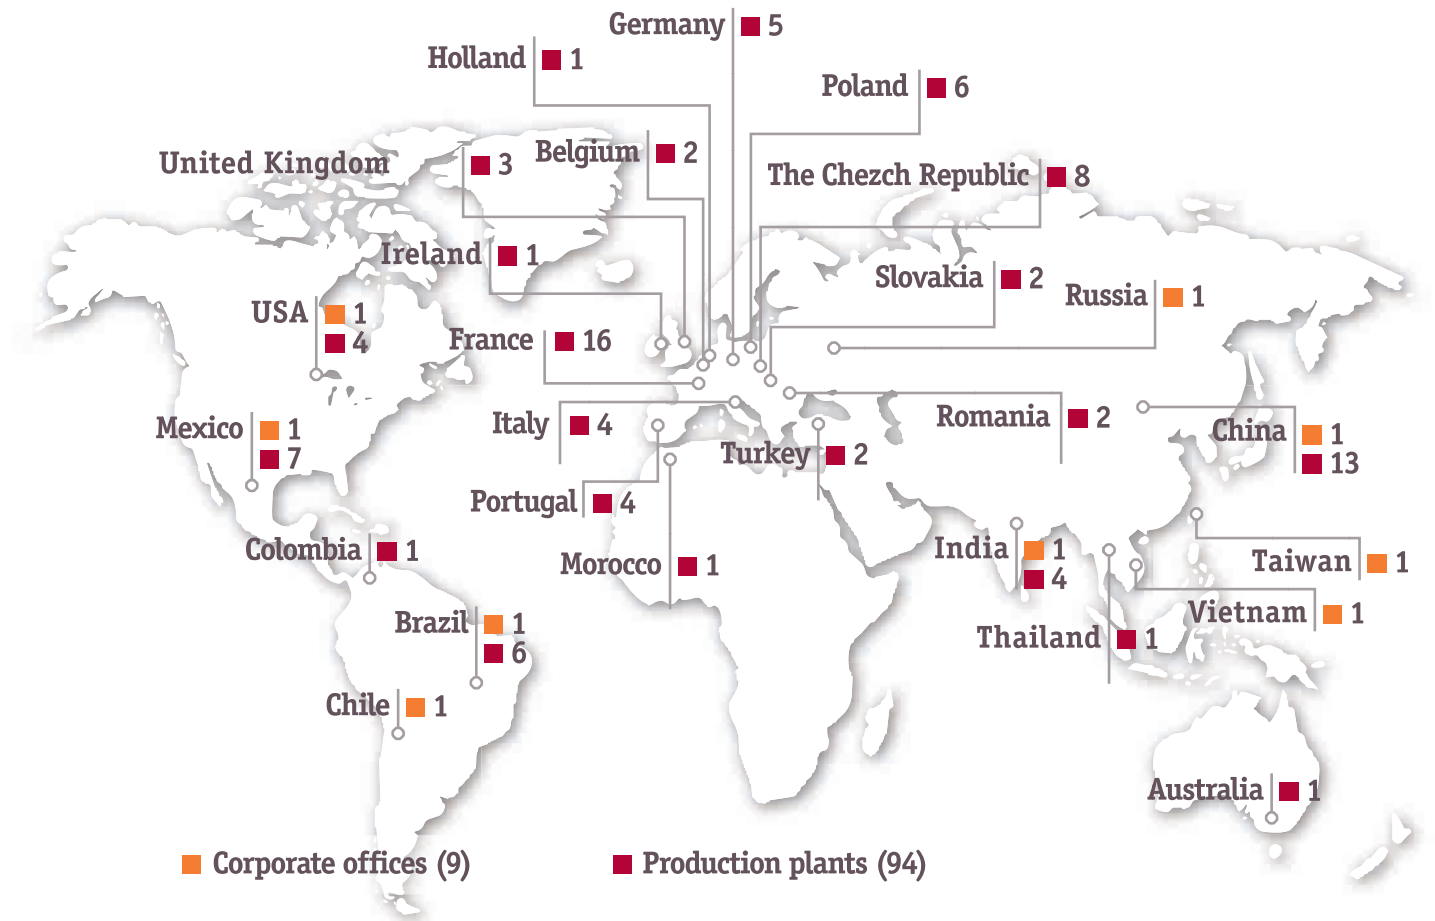 Germany 5
Holland 1
Poland 6
United Kingdom 3
Belgium 2
The Chezch Republic 8
Ireland 1
Slovakia 2
Russia 1
USA 1
4
France 16
Mexico 1
7
Italy 4
Romania 2
China 1
13
Turkey 2
Portugal 4
Colombia 1
Morocco 1
India 1
4
Taiwan 1
Vietnam 1
Brazil 1
6
Thailand 1
Chile 1
Australia 1
Corporate offices (9)
Production plants (94)